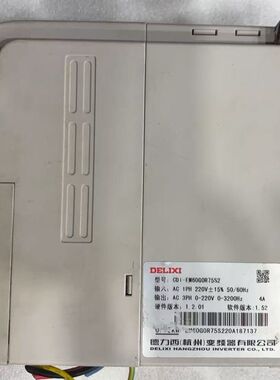 DELIXI
型号: CDI-EM60G0R75S2
输入: AC 1PH 220V±15% 50/60Hz
输出: AC 3PH 0-220V 0-3200Hz 4A
硬件版本: 1.201 软件版本: 1.52
EM60G0R75S220A187137
德力西(杭州)变频器有限公司
DELIXI HANGZHOU INVERTER CO.,LTD